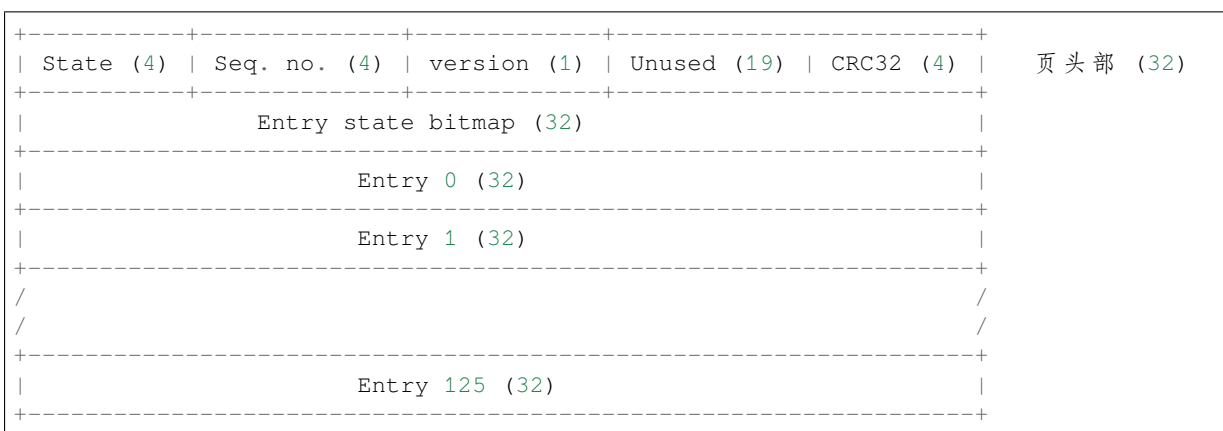 +-----------+--------------+-------------+-------------------------+
| State (4) | Seq. no. (4) | version (1) | Unused (19) | CRC32 (4) | 页头部 (32)
+-----------+--------------+-------------+-------------------------+
| Entry state bitmap (32) |
+------------------------------------------------------------------+
| Entry 0 (32) |
+------------------------------------------------------------------+
| Entry 1 (32) |
+------------------------------------------------------------------+
/ /
/ /
+------------------------------------------------------------------+
| Entry 125 (32) |
+------------------------------------------------------------------+